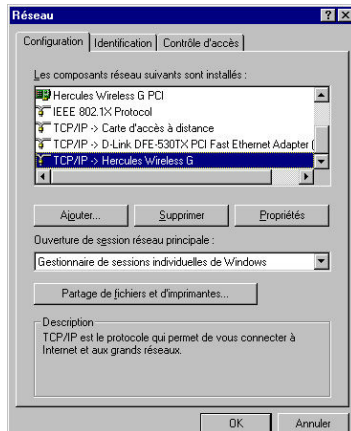 Réseau
Configuration
Identification
Contrôle d'accès
Les composants réseau suivants sont installés :
Hercules Wireless G PCI
IEEE 802.1X Protocol
TCP/IP -> Carte d'accès à distance
TCP/IP -> D-Link DFE-530TX PCI Fast Ethernet Adapter (
TCP/IP -> Hercules Wireless G
Ajouter...
Supprimer
Propriétés
Ouverture de session réseau principale :
Gestionnaire de sessions individuelles de Windows
Partage de fichiers et d'imprimantes...
Description
TCP/IP est le protocole qui permet de vous connecter à
Internet et aux grands réseaux.
OK
Annuler